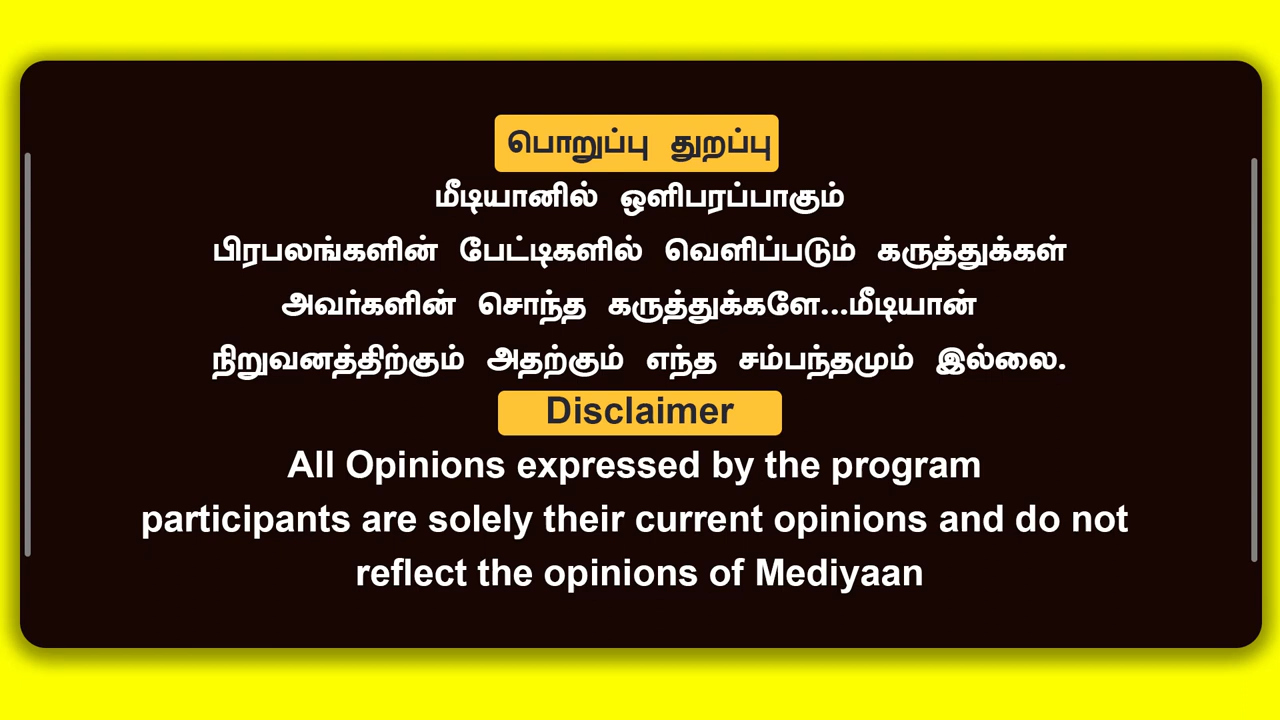 பொறுப்பு துறப்பு
மீடியானில் ஒளிபரப்பாகும்
பிரபலங்களின் பேட்டிகளில் வெளிப்படும் கருத்துக்கள்
அவர்களின் சொந்த கருத்துக்களே...மீடியான்
நிறுவனத்திற்கும் அதற்கும் எந்த சம்பந்தமும் இல்லை.
Disclaimer
All Opinions expressed by the program
participants are solely their current opinions and do not
reflect the opinions of Mediyaan